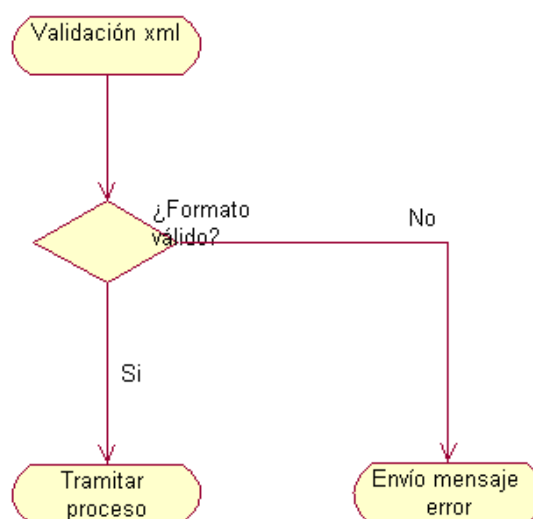 Validación xml
¿Formato
válido?
No
Si
Tramitar
proceso
Envío mensaje
error